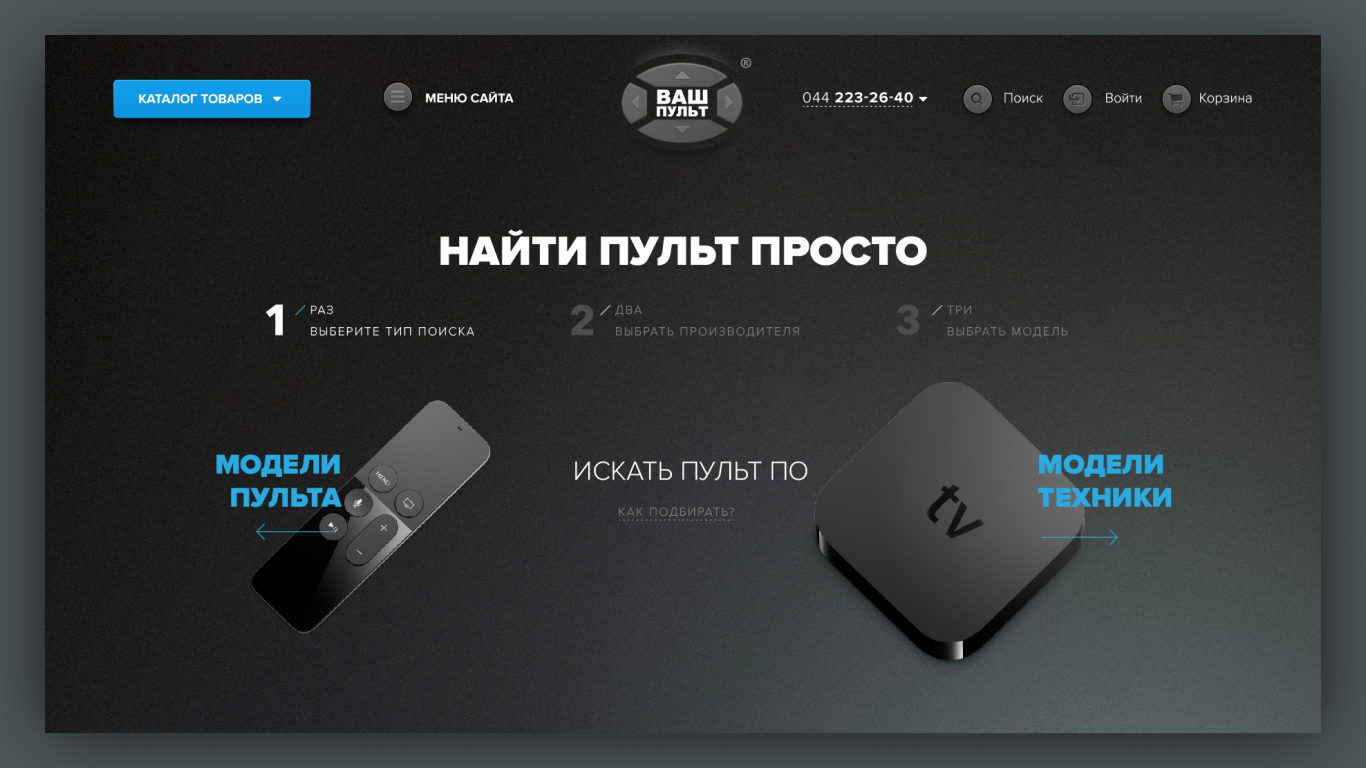 КАТАЛОГ ТОВАРОВ
МЕНЮ САЙТА
ВАШ
ПУЛЬТ
®
044 223-26-40
Поиск
Войти
Корзина
НАЙТИ ПУЛЬТ ПРОСТО
1 / РАЗ
ВЫБЕРИТЕ ТИП ПОИСКА
2 / ДВА
ВЫБРАТЬ ПРОИЗВОДИТЕЛЯ
3 / ТРИ
ВЫБРАТЬ МОДЕЛЬ
МОДЕЛИ
ПУЛЬТА
MENU
ИСКАТЬ ПУЛЬТ ПО
КАК ПОДБИРАТЬ?
tv
МОДЕЛИ
ТЕХНИКИ